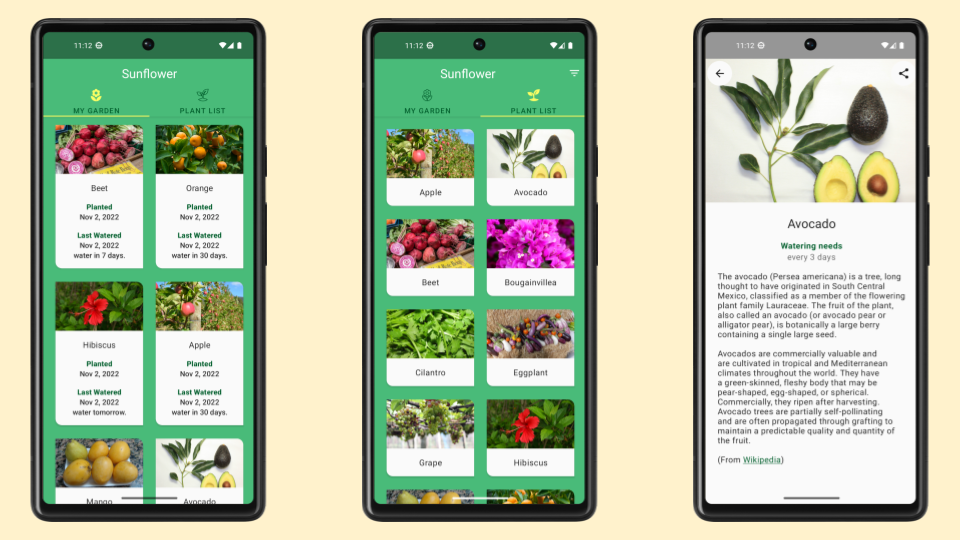 11:12
Sunflower
MY GARDEN PLANT LIST
Beet
Planted
Nov 2, 2022
Last Watered
Nov 2, 2022
water in 7 days.
Orange
Planted
Nov 2, 2022
Last Watered
Nov 2, 2022
water in 30 days.
Hibiscus
Planted
Nov 2, 2022
Last Watered
Nov 2, 2022
water tomorrow.
Apple
Planted
Nov 2, 2022
Last Watered
Nov 2, 2022
water in 30 days.
Mango
Avocado
11:12
Sunflower
MY GARDEN PLANT LIST
Apple
Avocado
Beet
Bougainvillea
Cilantro
Eggplant
Grape
Hibiscus
11:12
Avocado
Watering needs
every 3 days
The avocado (Persea americana) is a tree, long
thought to have originated in South Central
Mexico, classified as a member of the flowering
plant family Lauraceae. The fruit of the plant,
also called an avocado (or avocado pear or
alligator pear), is botanically a large berry
containing a single large seed.
Avocados are commercially valuable and
are cultivated in tropical and Mediterranean
climates throughout the world. They have
a green-skinned, fleshy body that may be
pear-shaped, egg-shaped, or spherical.
Commercially, they ripen after harvesting.
Avocado trees are partially self-pollinating
and are often propagated through grafting to
maintain a predictable quality and quantity of
the fruit.
(From Wikipedia)